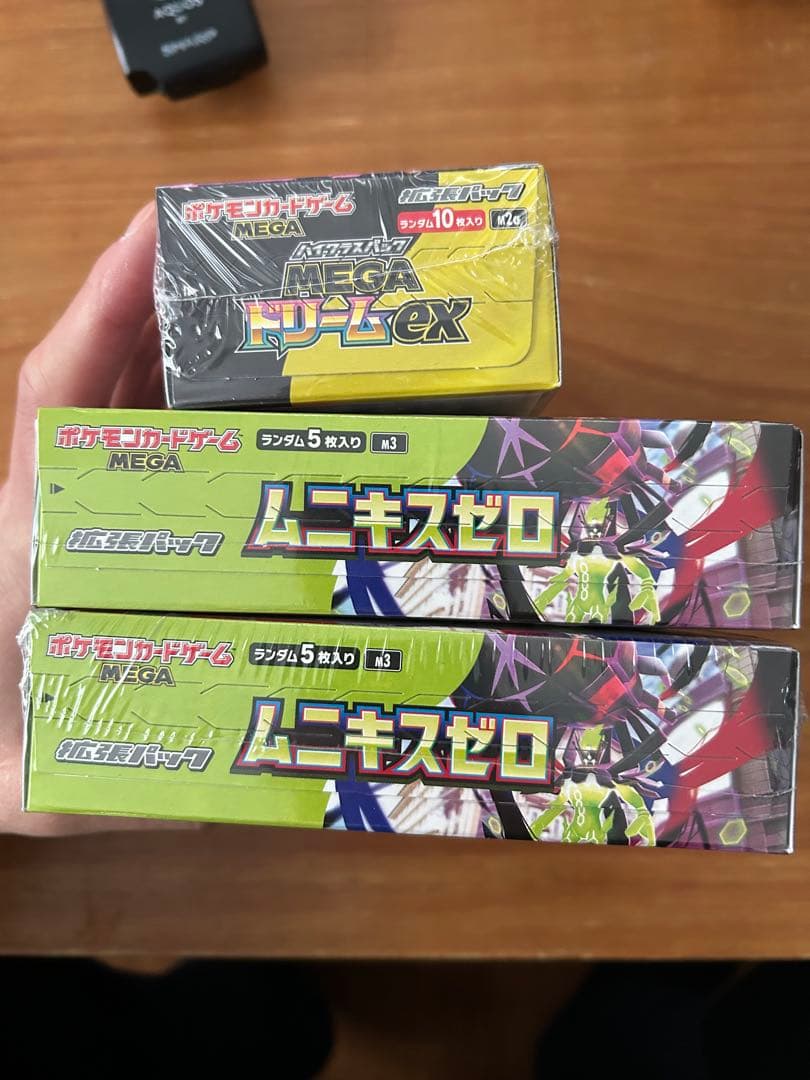 AQUOS
SHARP
ポケモンカードゲーム
MEGA
拡張パック
ランダム10枚入り M2a
ハイクラスパック
MEGA
ドリームex
ポケモンカードゲーム
MEGA
ランダム5枚入り M3
ムニキスゼロ
拡張パック
ポケモンカードゲーム
MEGA
ランダム5枚入り M3
ムニキスゼロ
拡張パック